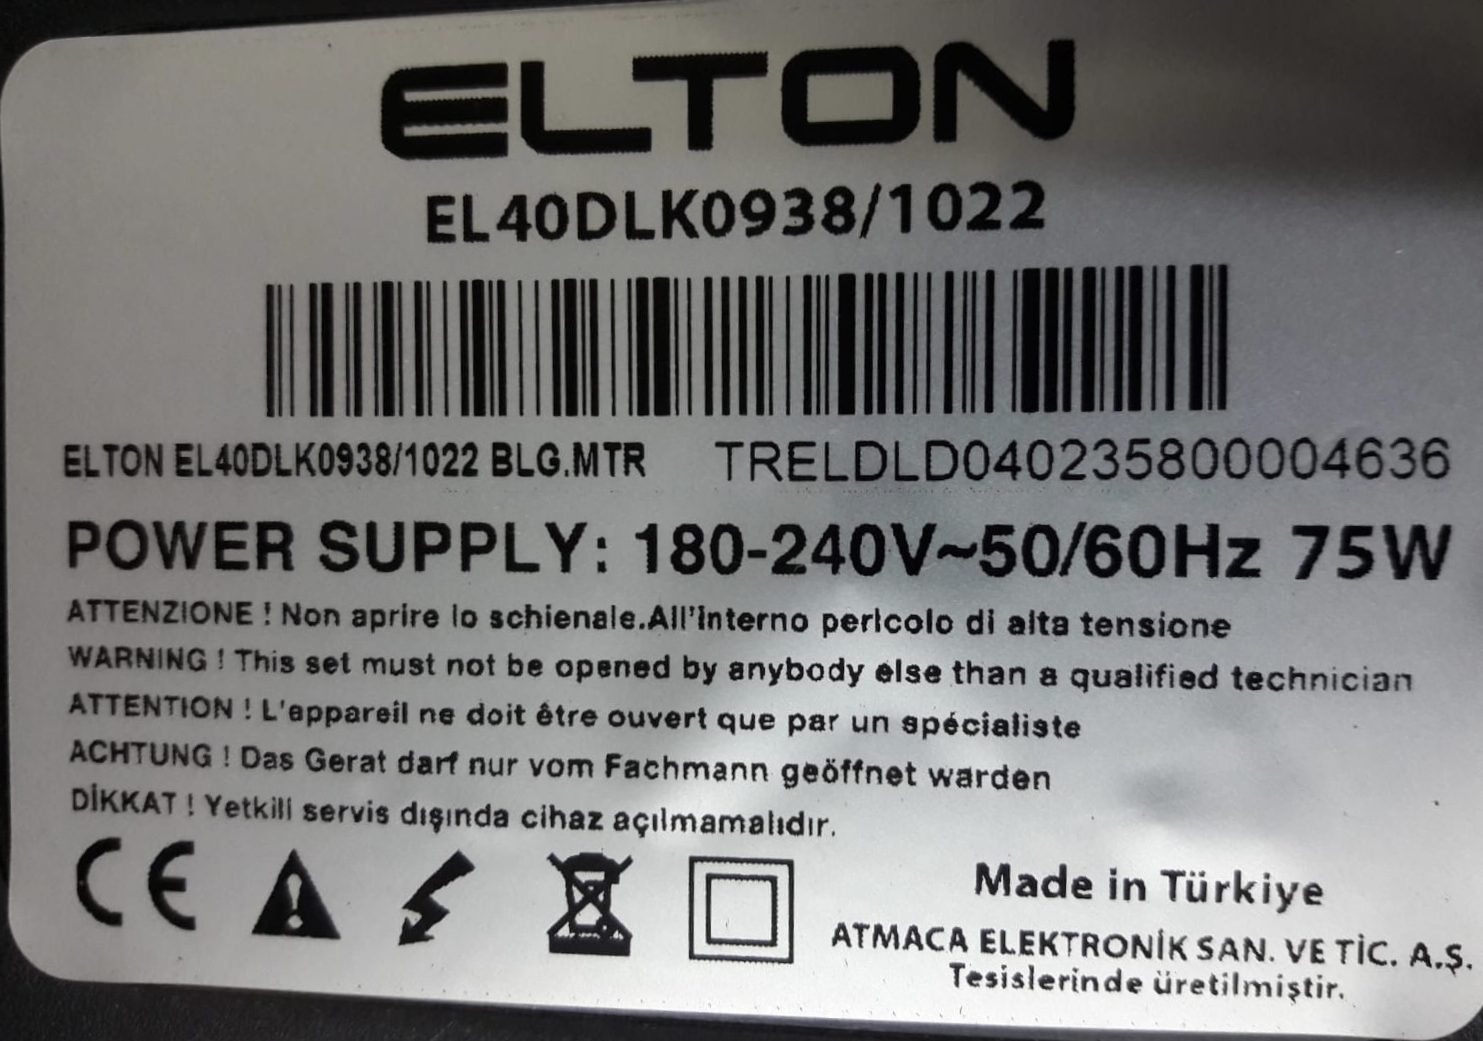 ELTON
EL40DLK0938/1022
ELTON EL40DLK0938/1022 BLG.MTR TRELDLD040235800004636
POWER SUPPLY: 180-240V~50/60Hz 75W
ATTENZIONE ! Non aprire lo schienale.All'interno pericolo di alta tensione
WARNING ! This set must not be opened by anybody else than a qualified technician
ATTENTION ! L'appareil ne doit être ouvert que par un spécialiste
ACHTUNG ! Das Gerat darf nur vom Fachmann geöffnet warden
DİKKAT ! Yetkili servis dışında cihaz açılmamalıdır.
CE
Made in Türkiye
ATMACA ELEKTRONİK SAN. VE TİC. A.Ş.
Tesislerinde üretilmiştir.